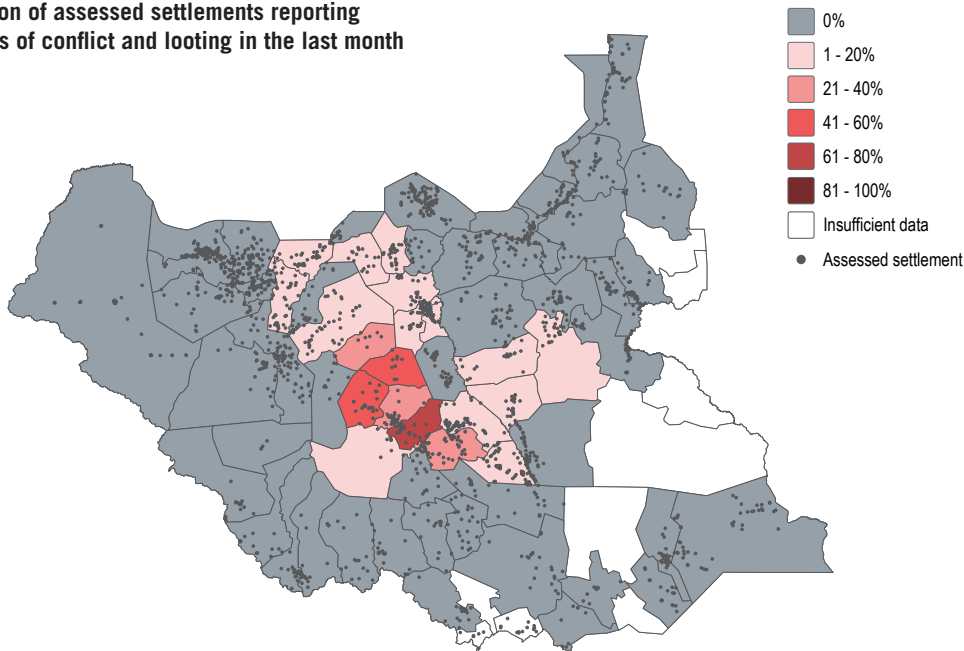 of assessed settlements reporting
of conflict and looting in the last month
0%
1 - 20%
21 - 40%
41 - 60%
61 - 80%
81 - 100%
Insufficient data
Assessed settlement